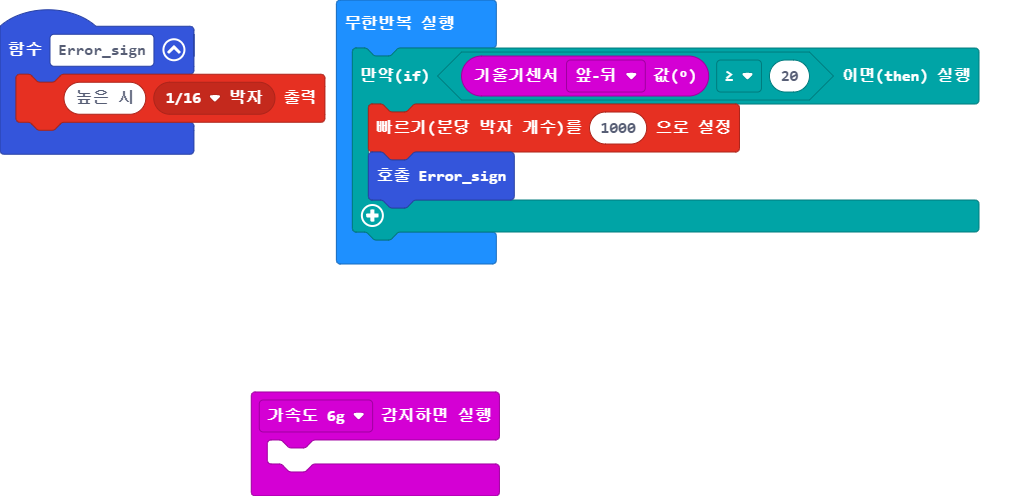 함수 Error_sign
높은 시 1/16 박자 출력
무한반복 실행
만약(if) 기울기센서 앞-뒤 값(º) ≥ 20 이면(then) 실행
빠르기(분당 박자 개수)를 1000 으로 설정
호출 Error_sign
가속도 6g 감지하면 실행